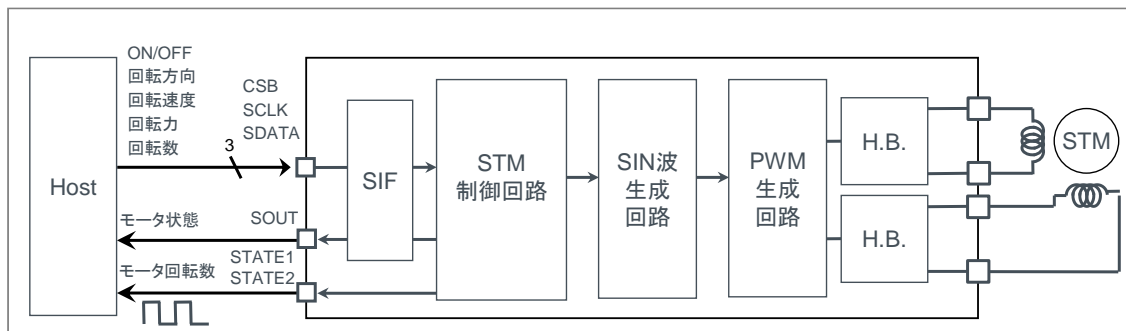 ON/OFF
回転方向
回転速度
回転力
回転数
CSB
SCLK
SDATA
3
Host
SIF
STM
制御回路
SIN波
生成
回路
PWM
生成
回路
H.B.
H.B.
STM
モータ状態
SOUT
モータ回転数
STATE1
STATE2